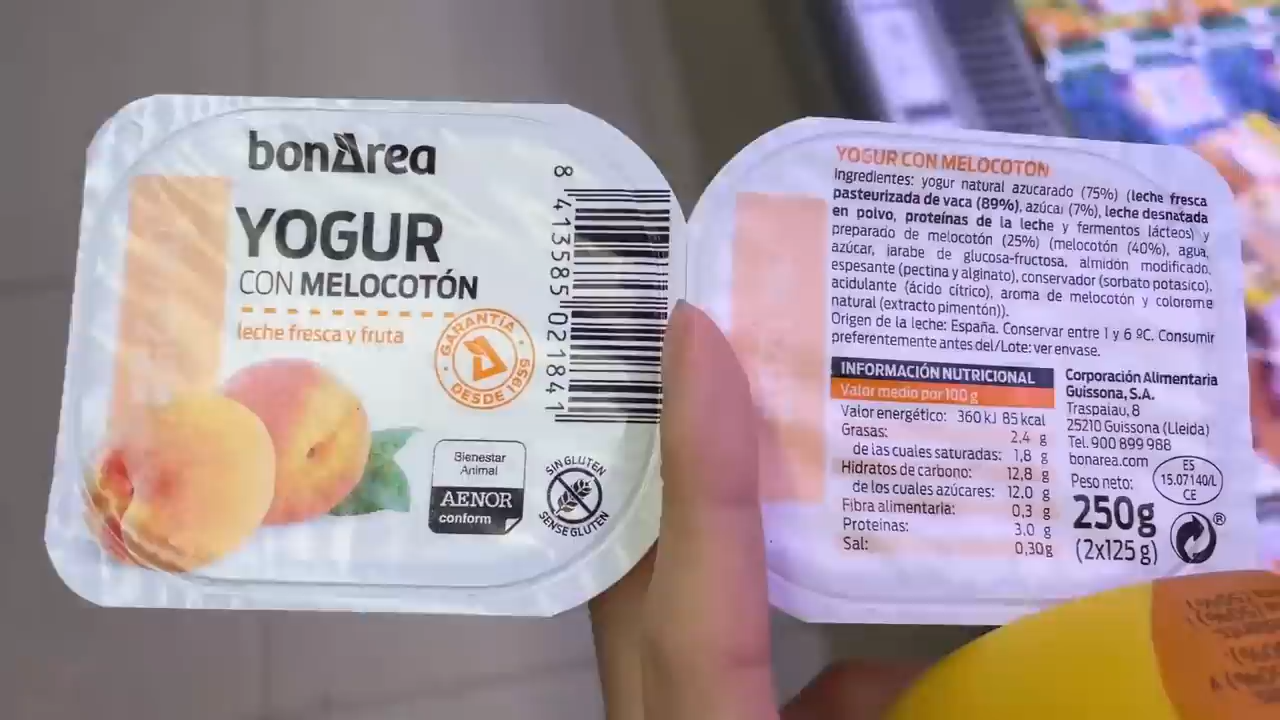 bonArea
YOGUR
CON MELOCOTÓN
leche fresca y fruta
GARANTIA
DESDE 1959
Bienestar
Animal
AENOR
conform
SIN GLUTEN
SENSE GLUTEN
8 413585 021841
YOGUR CON MELOCOTON
Ingredientes: yogur natural azucarado (75%) (leche fresca
pasteurizada de vaca (89%), azúcar (7%), leche desnatada
en polvo, proteínas de la leche y fermentos lácteos) y
preparado de melocotón (25%) (melocotón (40%), agua,
azúcar, jarabe de glucosa-fructosa, almidón modificado,
espesante (pectina y alginato), conservador (sorbato potasico),
acidulante (ácido cítrico), aroma de melocotón y colorome
natural (extracto pimentón)).
Origen de la leche: España. Conservar entre 1 y 6 ºC. Consumir
preferentemente antes del/Lote: ver envase.
INFORMACIÓN NUTRICIONAL
Valor medio por 100 g
Valor energético: 360 kJ 85 kcal
Grasas: 2,4 g
de las cuales saturadas: 1,8 g
Hidratos de carbono: 12,8 g
de los cuales azúcares: 12,0 g
Fibra alimentaria: 0,3 g
Proteínas: 3,0 g
Sal: 0,30 g
Corporación Alimentaria
Guissona, S.A.
Traspalau, 8
25210 Guissona (Lleida)
Tel. 900 899 988
bonarea.com
Peso neto:
250g
(2x125 g)
ES
15.07140/L
CE
®